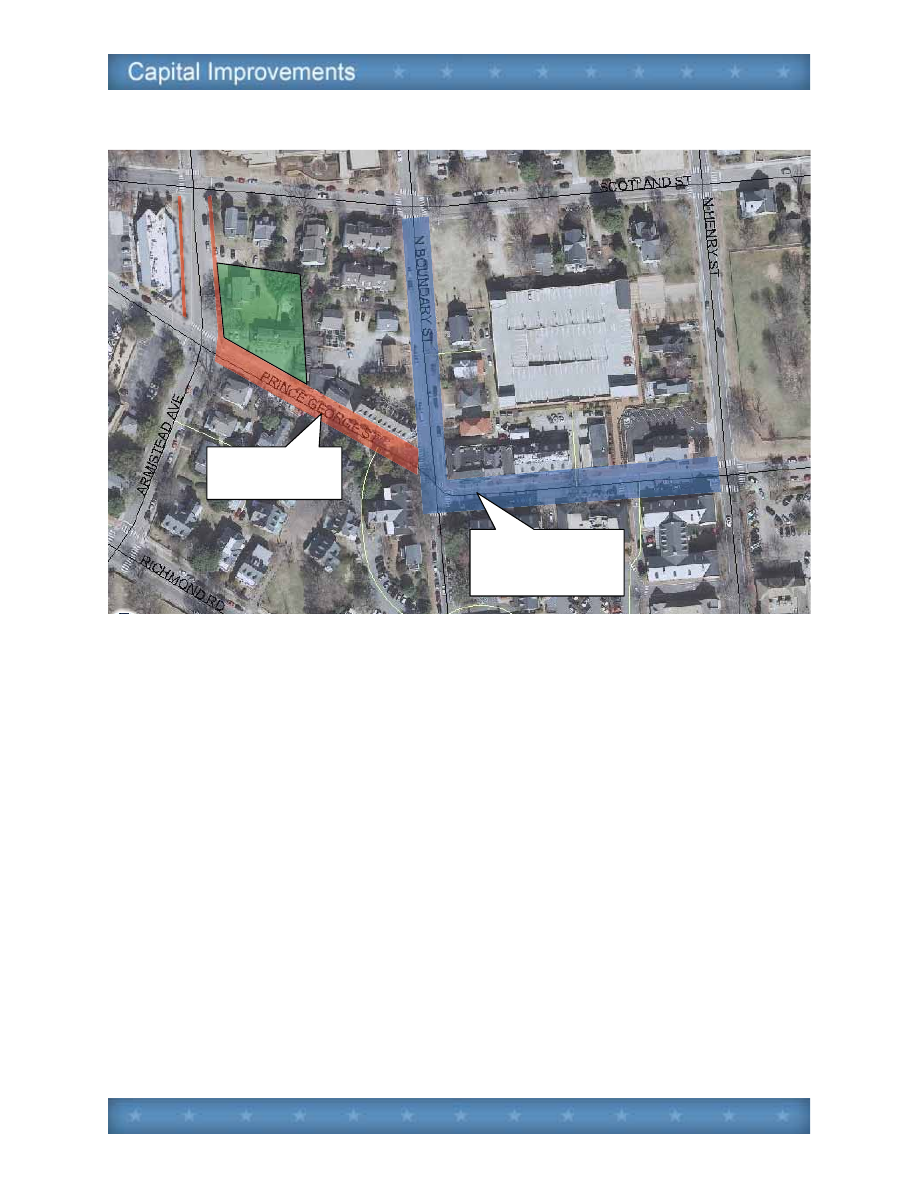 Capital Improvements
SCOTLAND ST
N HENRY ST
N BOUNDARY ST
PRINCE GEORGE ST
ARMISTEAD AVE
RICHMOND RD